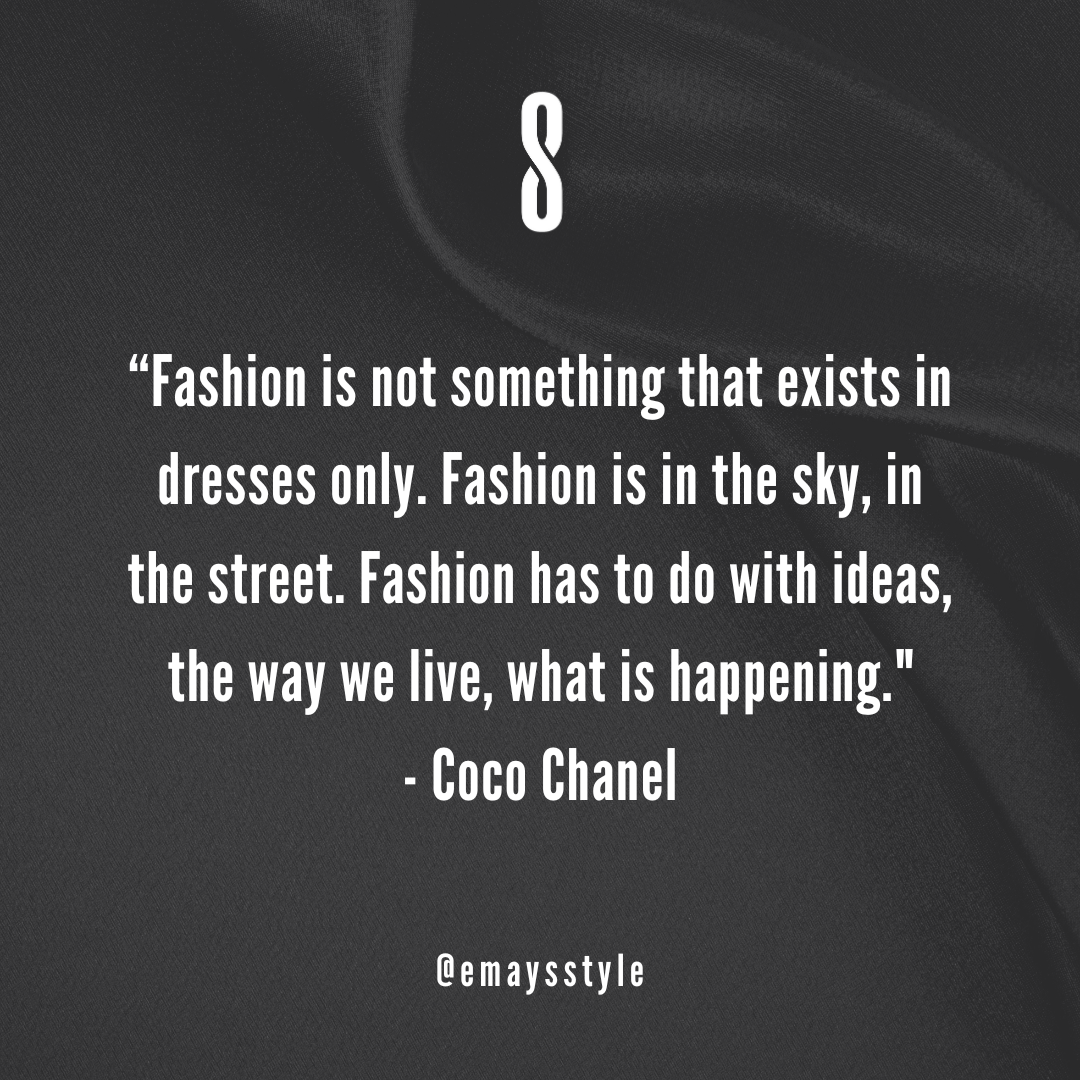 8
“Fashion is not something that exists in
dresses only. Fashion is in the sky, in
the street. Fashion has to do with ideas,
the way we live, what is happening."
- Coco Chanel
@emaysstyle